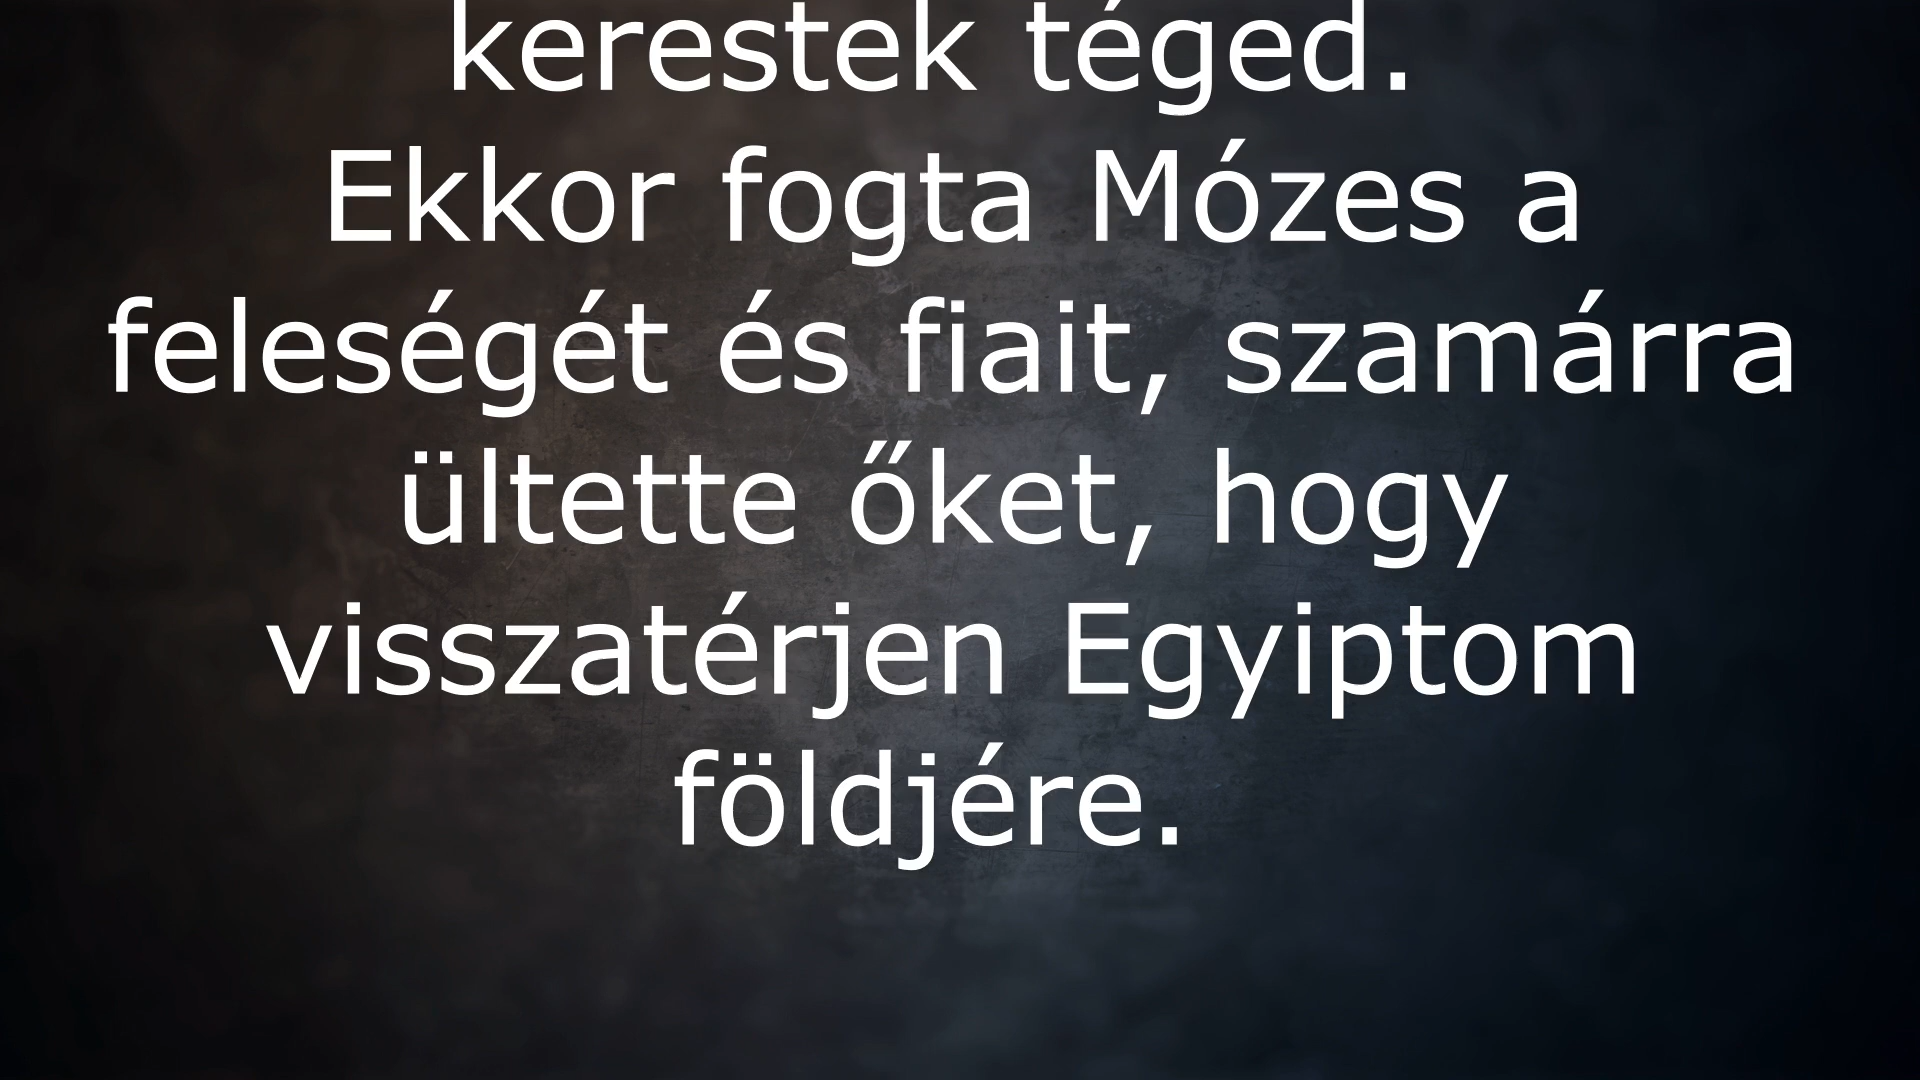 kerestek téged.
Ekkor fogta Mózes a
feleségét és fiait, szamárra
ültette őket, hogy
visszatérjen Egyiptom
földjére.